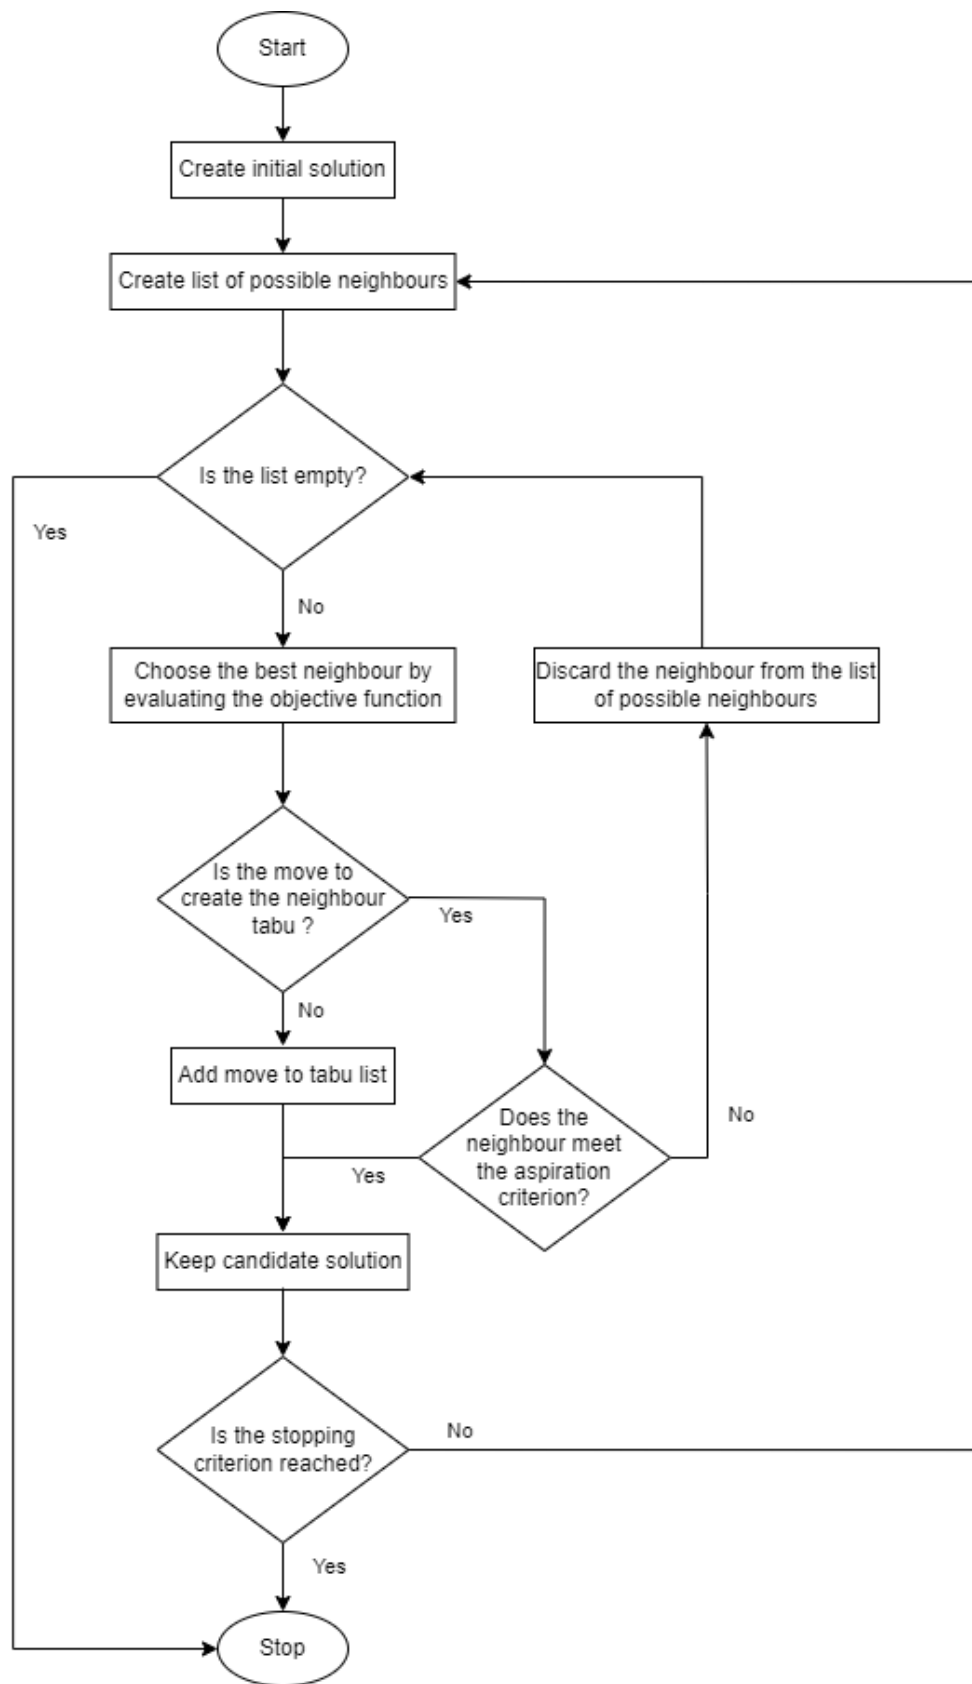 Start
Create initial solution
Create list of possible neighbours
Is the list empty?
Yes
No
Choose the best neighbour by
evaluating the objective function
Discard the neighbour from the list
of possible neighbours
Is the move to
create the neighbour
tabu ?
Yes
No
Add move to tabu list
Does the
neighbour meet
the aspiration
criterion?
No
Yes
Keep candidate solution
Is the stopping
criterion reached?
No
Yes
Stop